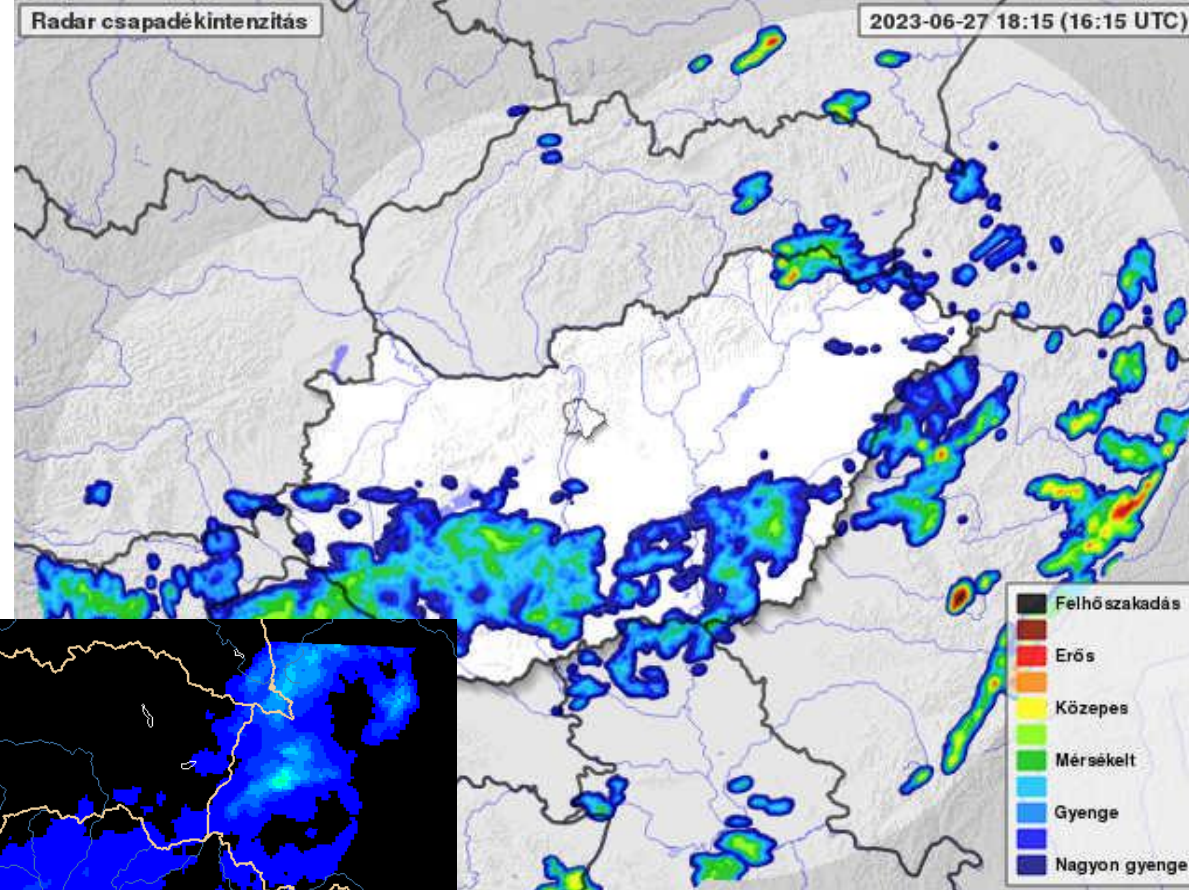 Radar csapadékintenzitás
2023-06-27 18:15 (16:15 UTC)
Felhőszakadás
Erős
Közepes
Mérsékelt
Gyenge
Nagyon gyenge